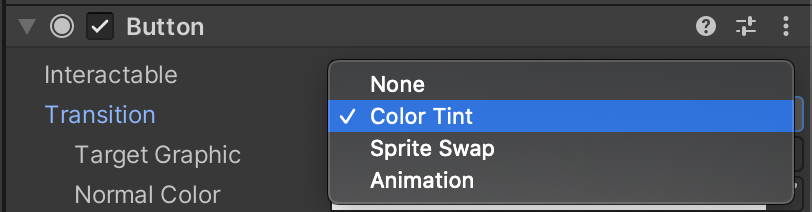 Button
Interactable
Transition
Target Graphic
Normal Color
None
Color Tint
Sprite Swap
Animation